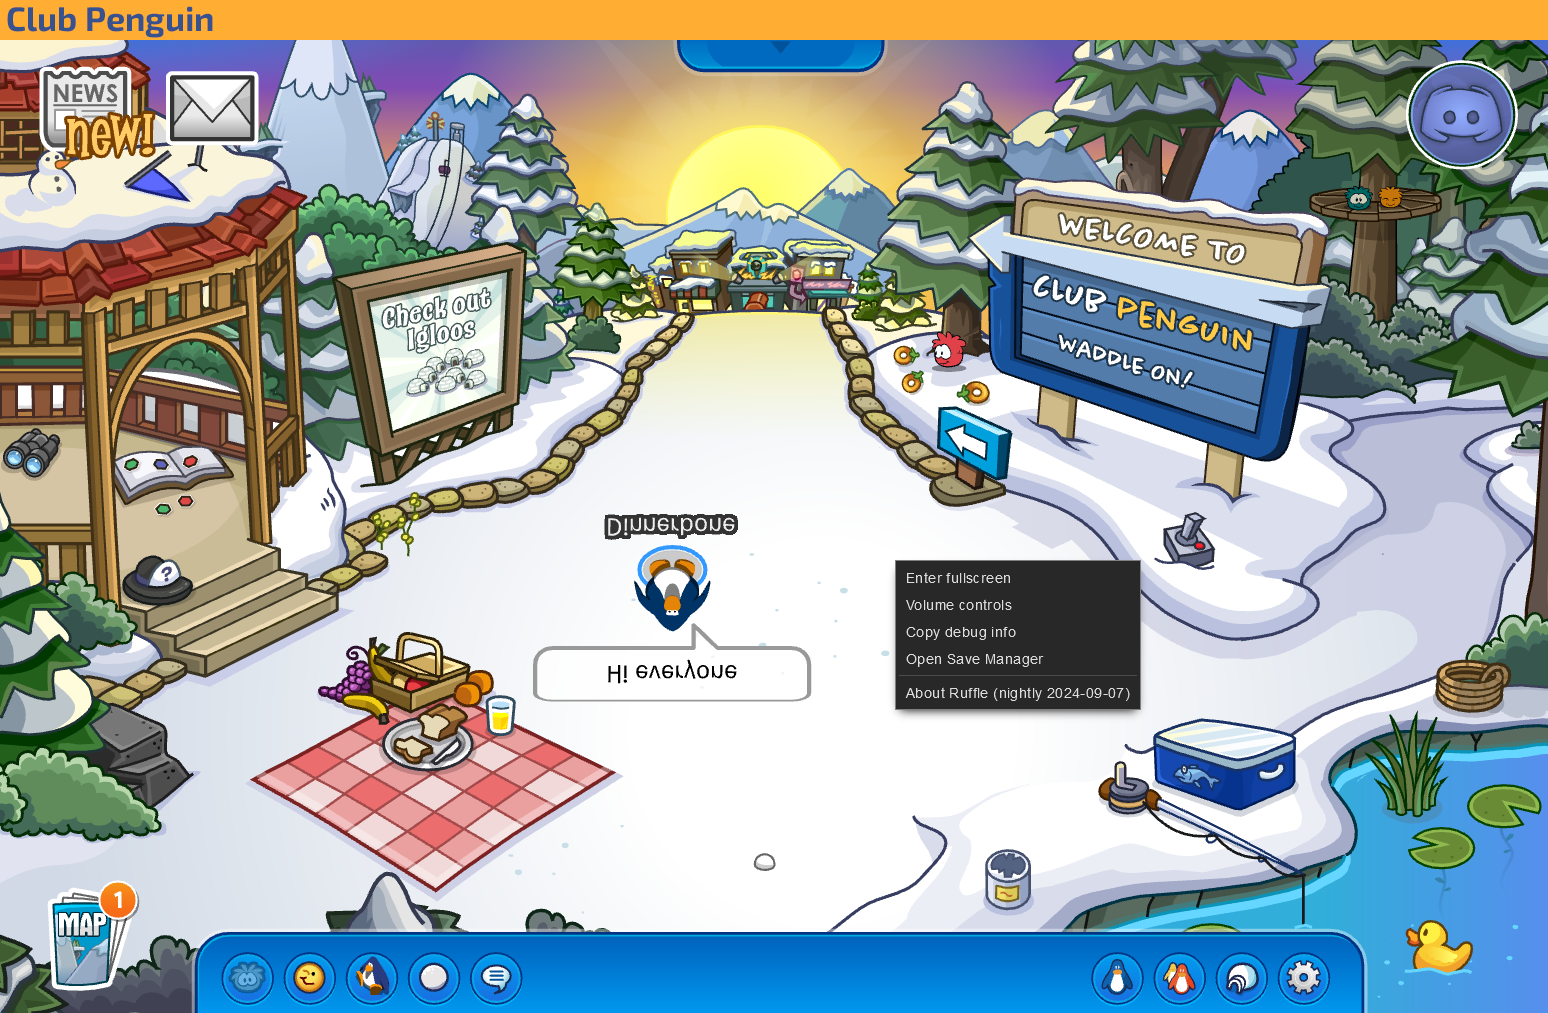 Club Penguin
NEWS
new!
WELCOME TO
CLUB PENGUIN
WADDLE ON!
Check out
Igloos
Dinnerbone
Hi everyone
?
Enter fullscreen
Volume controls
Copy debug info
Open Save Manager
About Ruffle (nightly 2024-09-07)
MAP
1